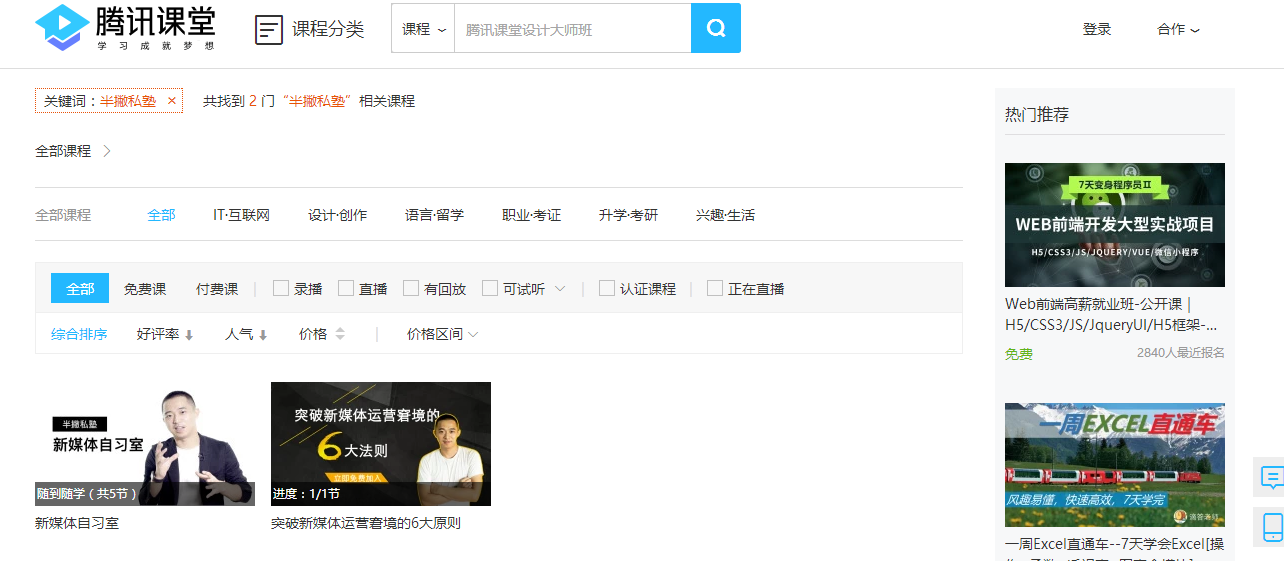 腾讯课堂
学习成就梦想
课程分类
课程
腾讯课堂设计大师班
登录
合作
关键词：半撇私塾 ×
共找到 2 门 “半撇私塾” 相关课程
全部课程
全部课程 全部 IT·互联网 设计·创作 语言·留学 职业·考证 升学·考研 兴趣·生活
全部 免费课 付费课 录播 直播 有回放 可试听 认证课程 正在直播
综合排序 好评率 人气 价格 价格区间
半撇私塾
新媒体自习室
随到随学（共5节）
新媒体自习室
突破新媒体运营窘境的
6大法则
立即免费加入
进度：1/1节
突破新媒体运营窘境的6大原则
热门推荐
7天变身程序员II
WEB前端开发大型实战项目
H5/CSS3/JS/JQUERY/VUE/微信小程序
Web前端高薪就业班-公开课｜
H5/CSS3/JS/JqueryUI/H5框架-...
免费
2840人最近报名
一周EXCEL直通车
风趣易懂，快速高效，7天学完
滴答老师
一周Excel直通车--7天学会Excel[操